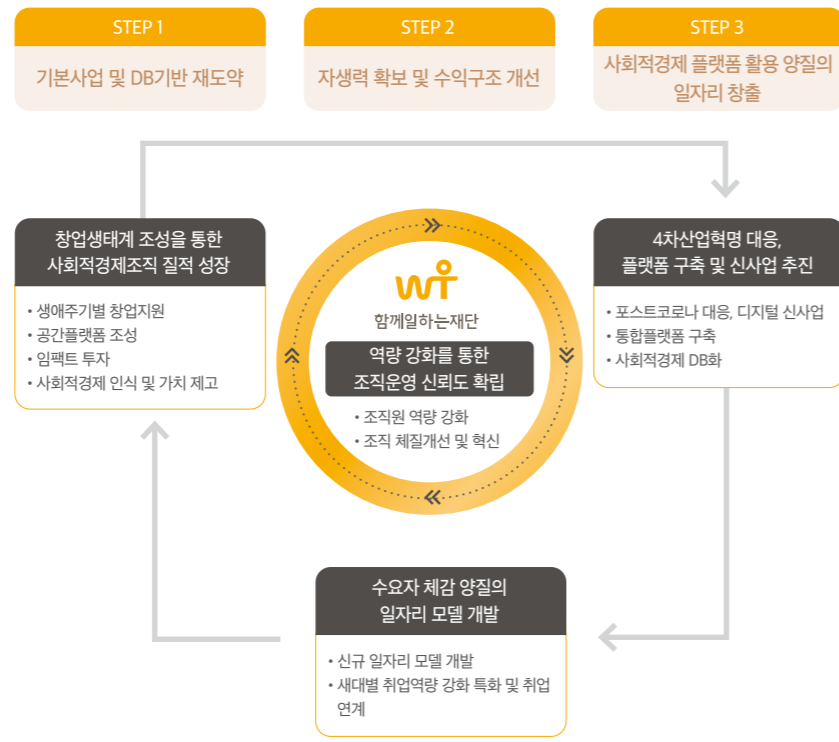 STEP 1
기본사업 및 DB기반 재도약
STEP 2
자생력 확보 및 수익구조 개선
STEP 3
사회적경제 플랫폼 활용 양질의
일자리 창출
창업생태계 조성을 통한
사회적경제조직 질적 성장
• 생애주기별 창업지원
• 공간플랫폼 조성
• 임팩트 투자
• 사회적경제 인식 및 가치 제고
함께일하는재단
역량 강화를 통한
조직운영 신뢰도 확립
• 조직원 역량 강화
• 조직 체질개선 및 혁신
4차산업혁명 대응,
플랫폼 구축 및 신사업 추진
• 포스트코로나 대응, 디지털 신사업
• 통합플랫폼 구축
• 사회적경제 DB화
수요자 체감 양질의
일자리 모델 개발
• 신규 일자리 모델 개발
• 새대별 취업역량 강화 특화 및 취업
연계